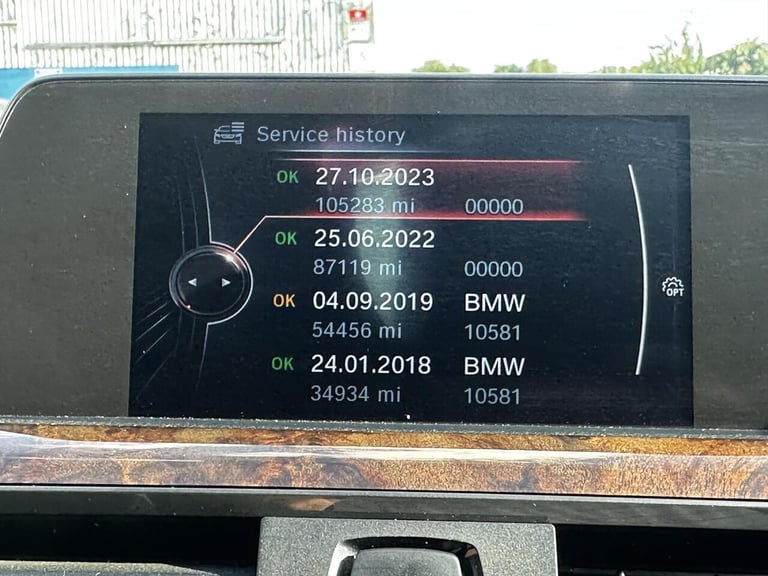 Service history
OK 27.10.2023
105283 mi 00000
OK 25.06.2022
87119 mi 00000
OK 04.09.2019 BMW
54456 mi 10581
OK 24.01.2018 BMW
34934 mi 10581
OPT